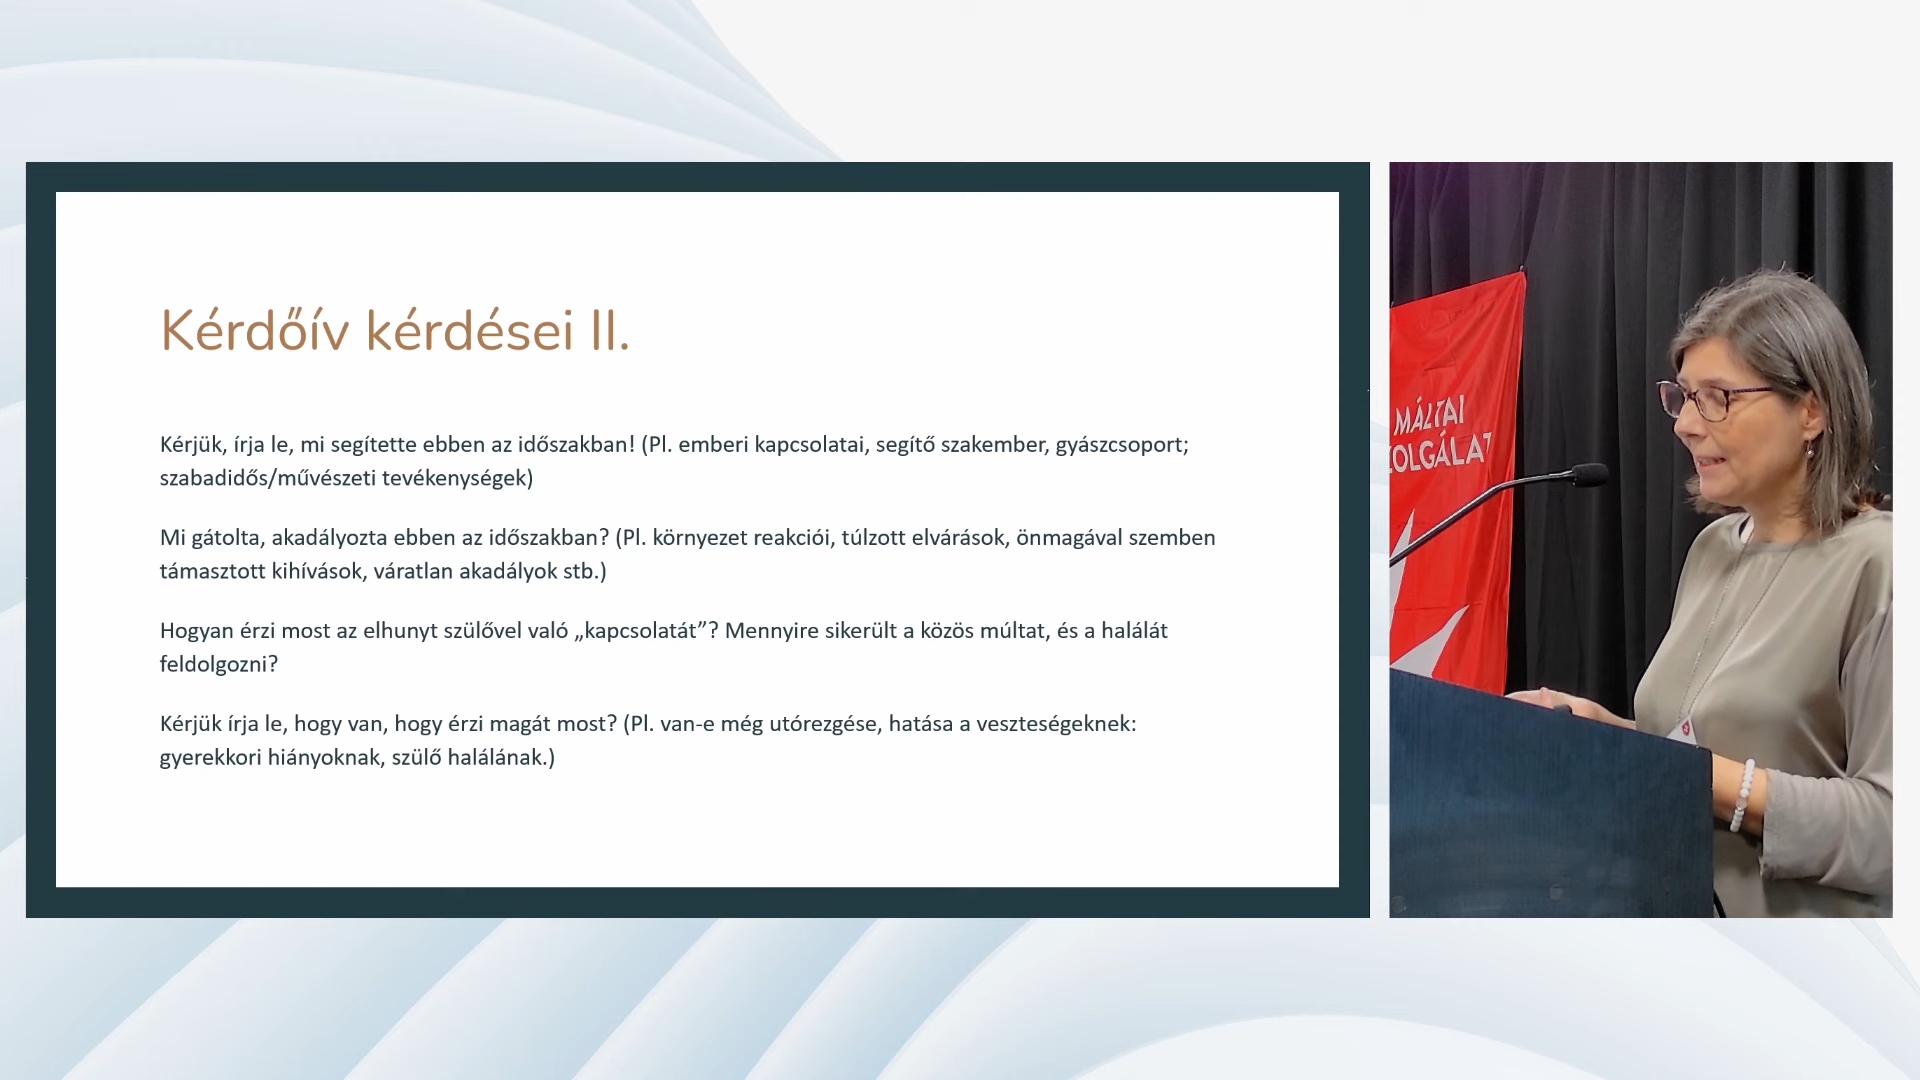 Kérdőív kérdései II.
Kérjük, írja le, mi segítette ebben az időszakban! (Pl. emberi kapcsolatai, segítő szakember, gyászcsoport;
szabadidős/művészeti tevékenységek)
Mi gátolta, akadályozta ebben az időszakban? (Pl. környezet reakciói, túlzott elvárások, önmagával szemben
támasztott kihívások, váratlan akadályok stb.)
Hogyan érzi most az elhunyt szülővel való „kapcsolatát”? Mennyire sikerült a közös múltat, és a halálát
feldolgozni?
Kérjük írja le, hogy van, hogy érzi magát most? (Pl. van-e még utórezgése, hatása a veszteségeknek:
gyerekkori hiányoknak, szülő halálának.)
MÁLTAI
ZOLGÁLAT